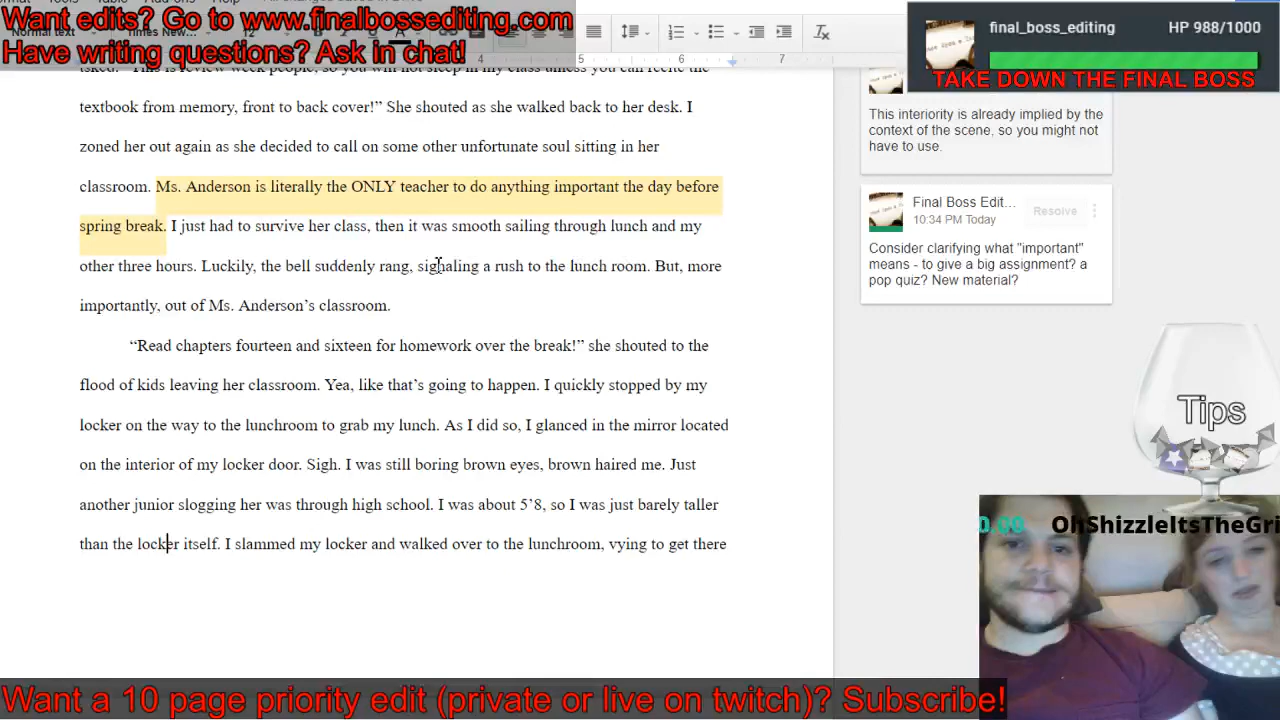 Want edits? Go to www.finalbossediting.com
Have writing questions? Ask in chat!
final_boss_editing HP 988/1000
TAKE DOWN THE FINAL BOSS
textbook from memory, front to back cover!” She shouted as she walked back to her desk. I
zoned her out again as she decided to call on some other unfortunate soul sitting in her
classroom. Ms. Anderson is literally the ONLY teacher to do anything important the day before
spring break. I just had to survive her class, then it was smooth sailing through lunch and my
other three hours. Luckily, the bell suddenly rang, signaling a rush to the lunch room. But, more
importantly, out of Ms. Anderson’s classroom.
“Read chapters fourteen and sixteen for homework over the break!” she shouted to the
flood of kids leaving her classroom. Yea, like that’s going to happen. I quickly stopped by my
locker on the way to the lunchroom to grab my lunch. As I did so, I glanced in the mirror located
on the interior of my locker door. Sigh. I was still boring brown eyes, brown haired me. Just
another junior slogging her was through high school. I was about 5’8, so I was just barely taller
than the locker itself. I slammed my locker and walked over to the lunchroom, vying to get there
This interiority is already implied by the
context of the scene, so you might not
have to use.
Final Boss Edit...
10:34 PM Today
Resolve
Consider clarifying what "important"
means - to give a big assignment? a
pop quiz? New material?
4 6 7
Tips
0.00 OhShizzleItsTheGri
Want a 10 page priority edit (private or live on twitch)? Subscribe!